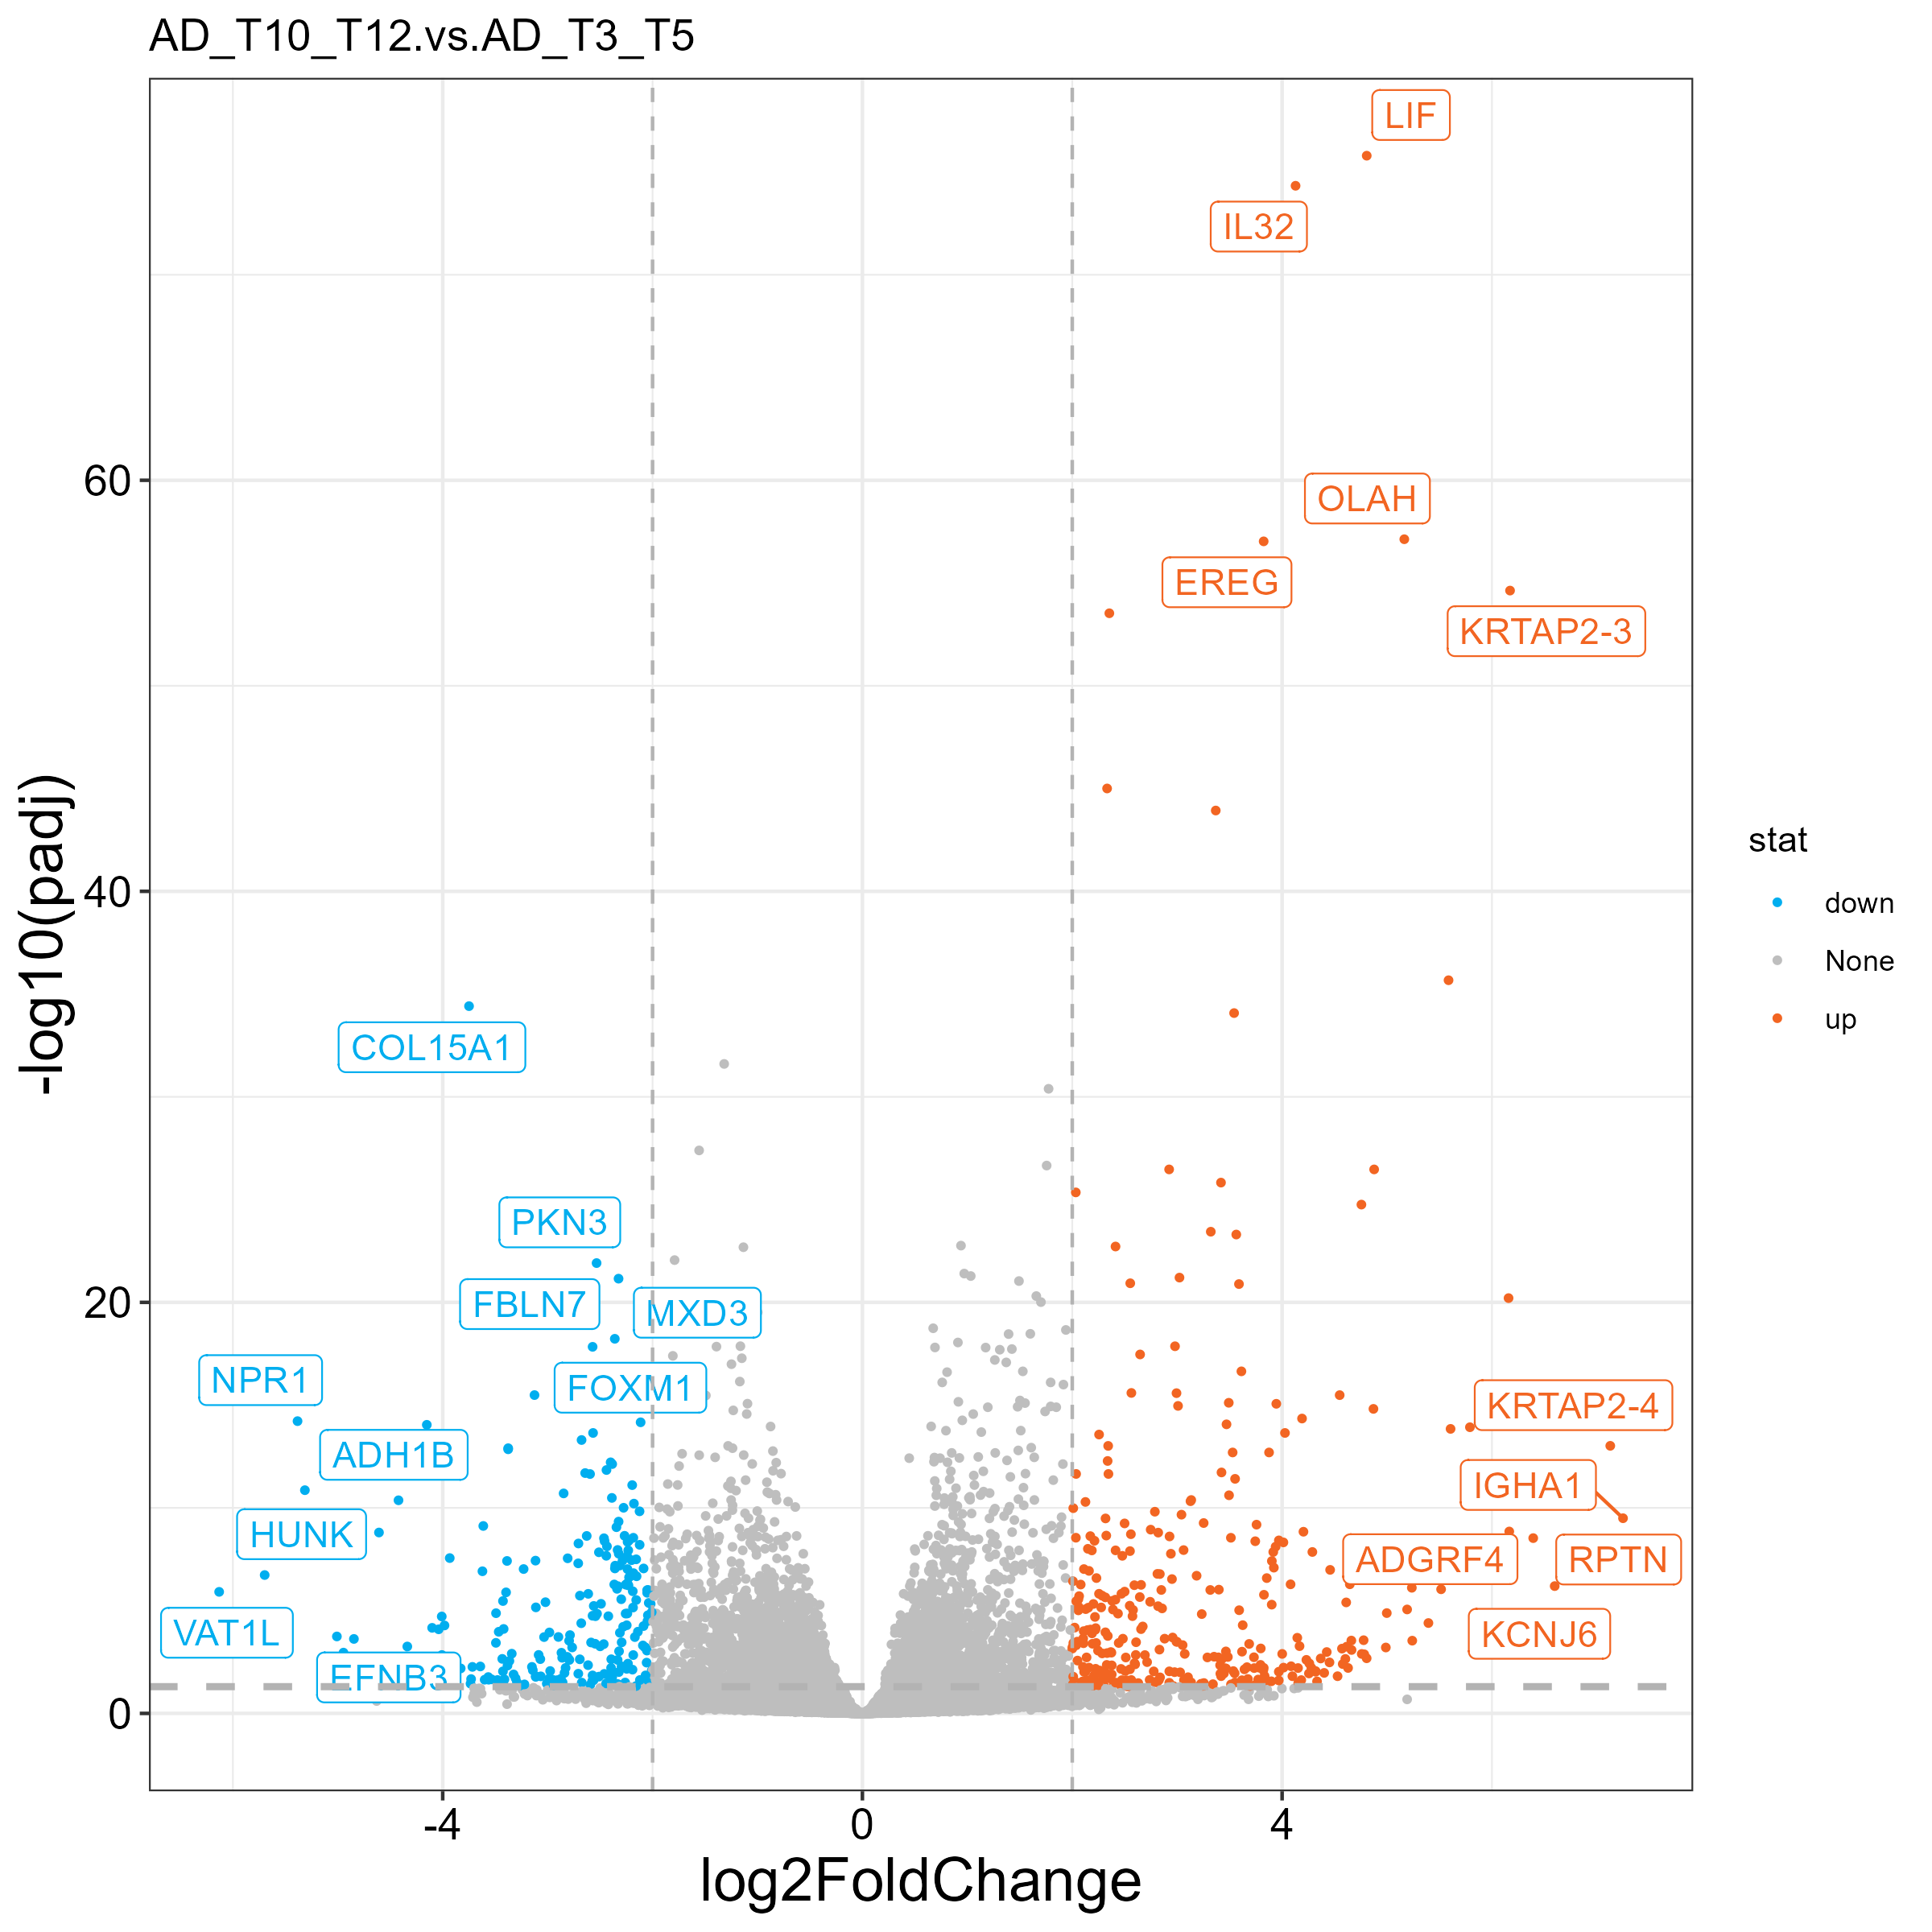 AD_T10_T12.vs.AD_T3_T5
LIF
IL32
60
OLAH
EREG
KRTAP2-3
-log10(padj)
40
stat
down
None
up
COL15A1
PKN3
20
FBLN7
MXD3
NPR1
FOXM1
KRTAP2-4
ADH1B
IGHA1
HUNK
ADGRF4
RPTN
VAT1L
KCNJ6
EFNB3
0
-4
0
4
log2FoldChange